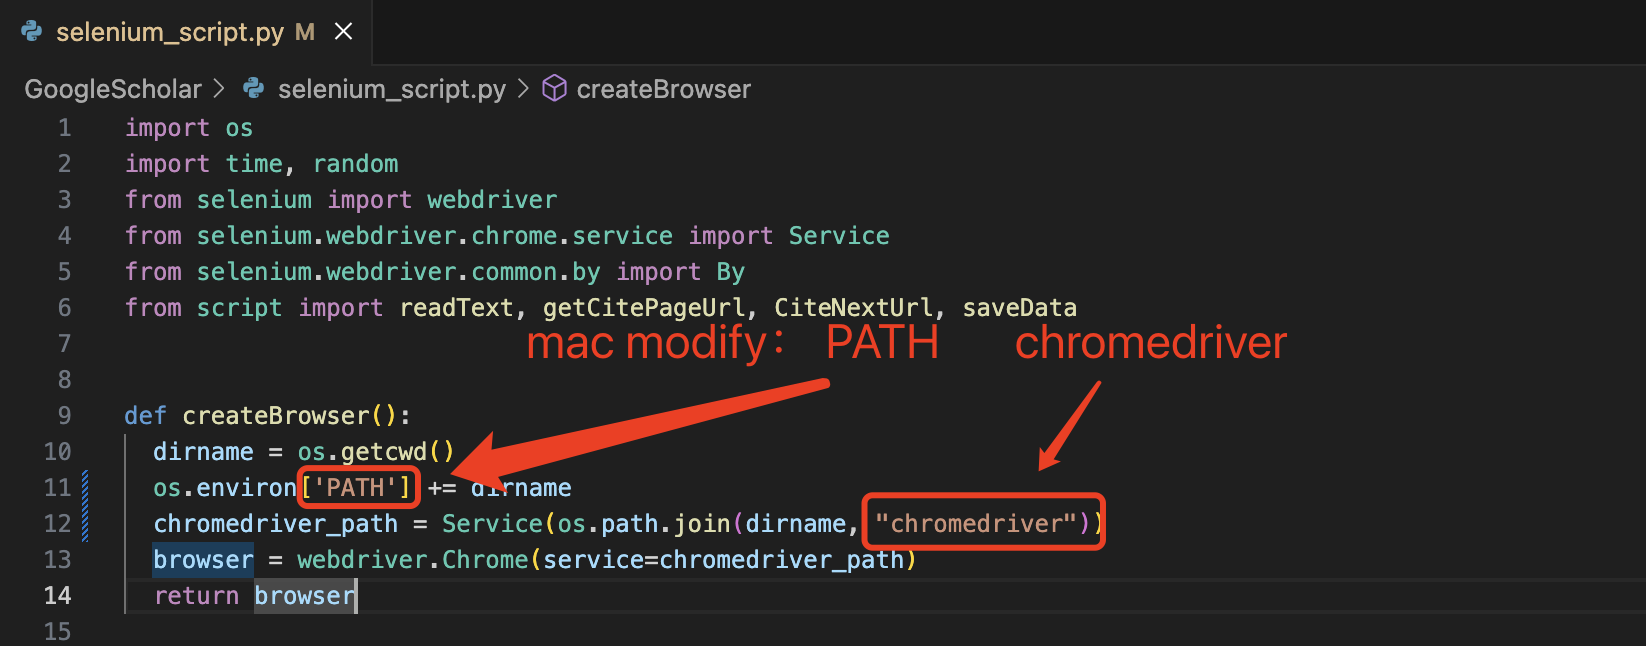 selenium_script.py M
GoogleScholar > selenium_script.py > createBrowser
1 import os
2 import time, random
3 from selenium import webdriver
4 from selenium.webdriver.chrome.service import Service
5 from selenium.webdriver.common.by import By
6 from script import readText, getCitePageUrl, CiteNextUrl, saveData
7
mac modify： PATH chromedriver
8
9 def createBrowser():
10 dirname = os.getcwd()
11 os.environ['PATH'] += dirname
12 chromedriver_path = Service(os.path.join(dirname, "chromedriver"))
13 browser = webdriver.Chrome(service=chromedriver_path)
14 return browser
15